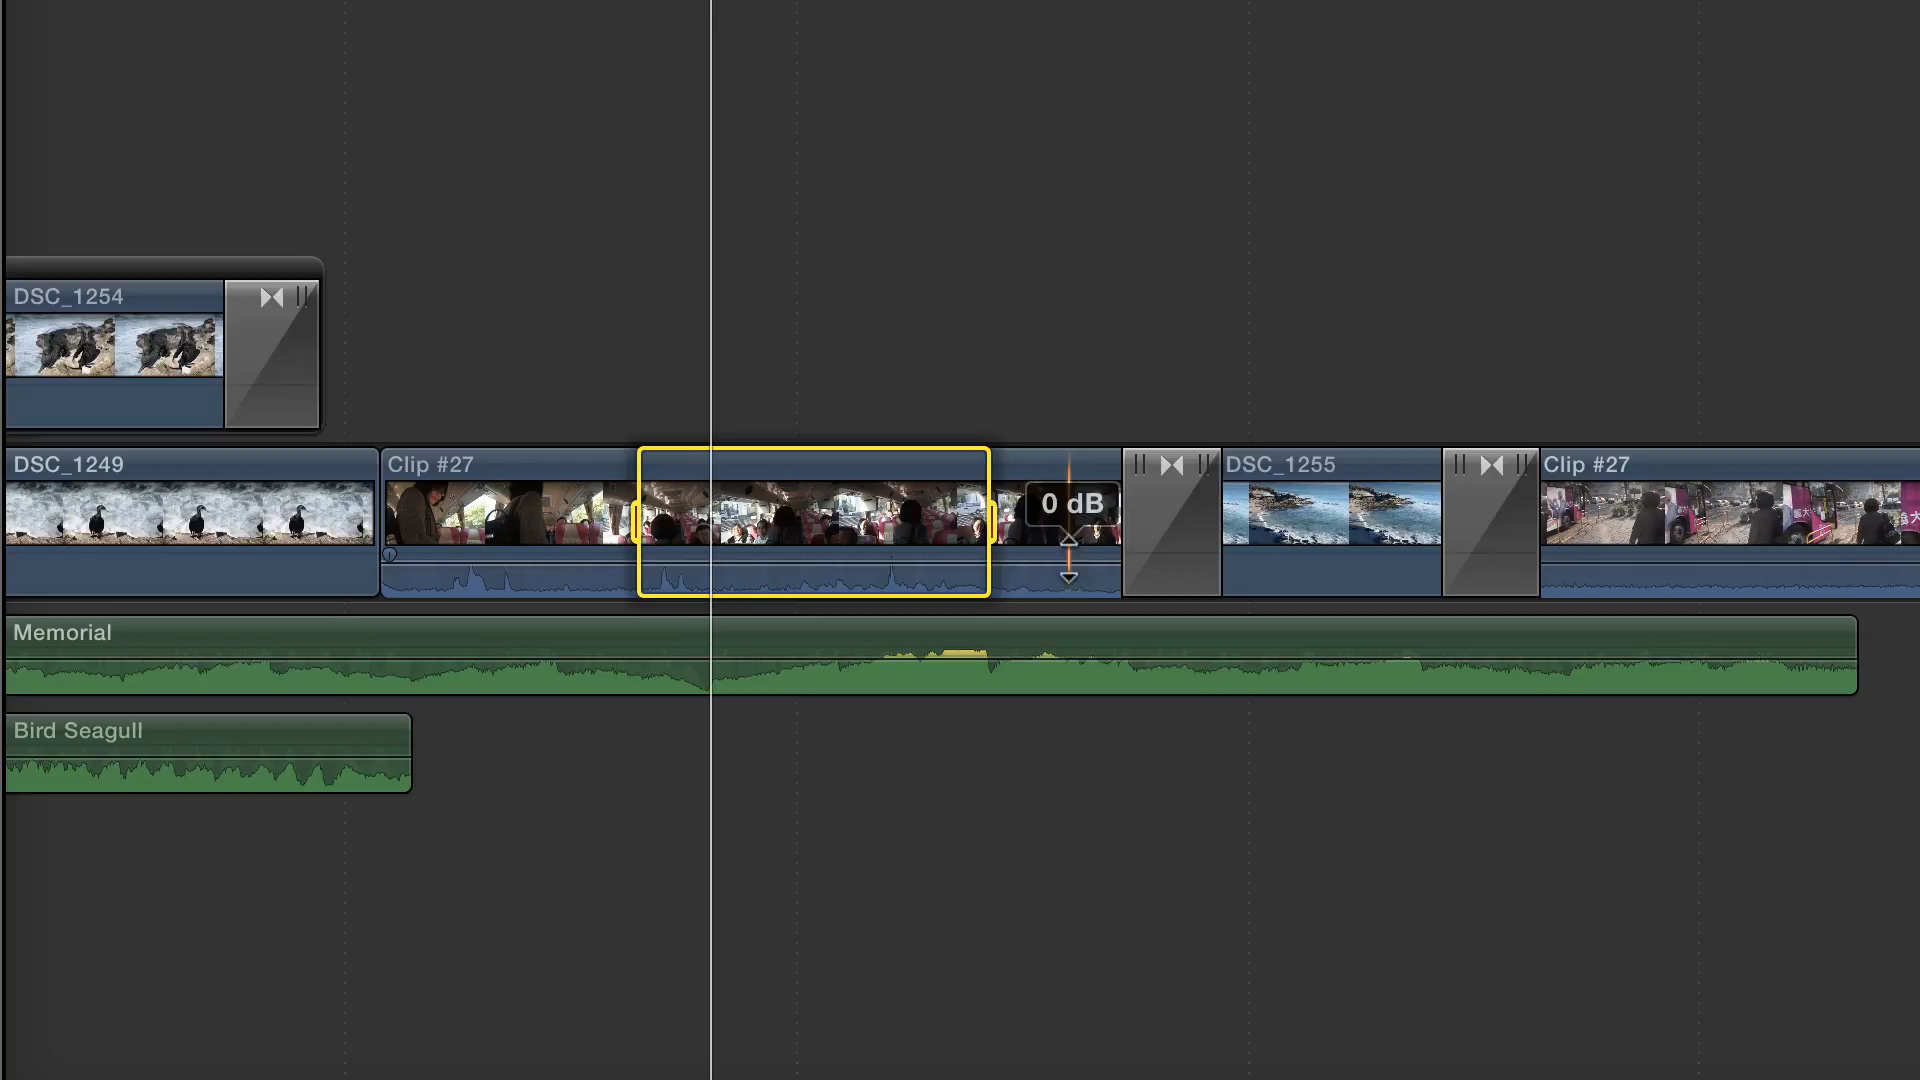 DSC_1254
DSC_1249
Clip #27
0 dB
DSC_1255
Clip #27
Memorial
Bird Seagull